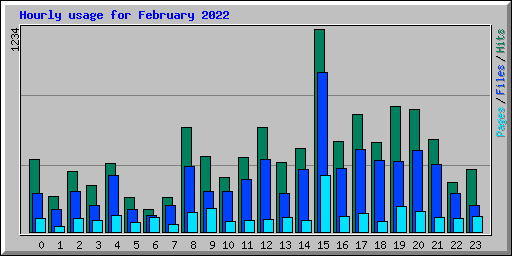 Hourly usage for February 2022
1234
Pages / Files / Hits
0 1 2 3 4 5 6 7 8 9 10 11 12 13 14 15 16 17 18 19 20 21 22 23